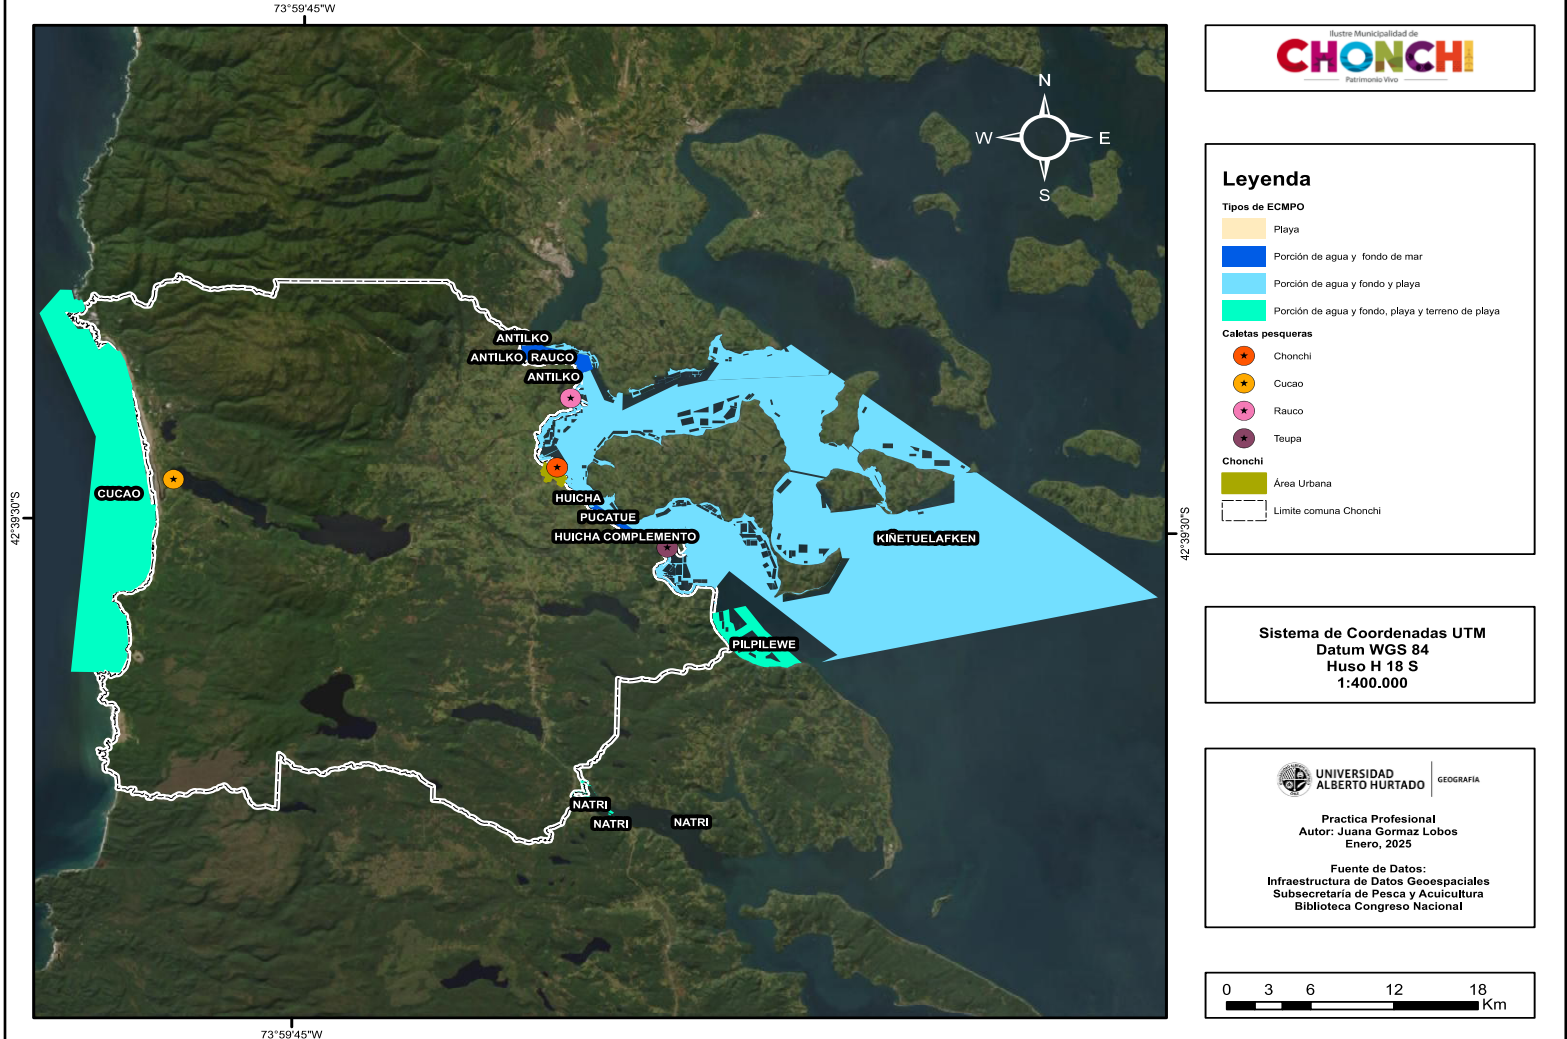 73°59'45"W
N
W
E
S
ANTILKO
ANTILKO, RAUCO
ANTILKO
CUCAO
HUICHA
PUCATUE
HUICHA COMPLEMENTO
KIÑETUELAFKEN
PILPILEWE
NATRI
NATRI
NATRI
42°39'30"S
42°39'30"S
73°59'45"W
Ilustre Municipalidad de
CHONCHI
Patrimonio Vivo
Leyenda
Tipos de ECMPO
Playa
Porción de agua y fondo de mar
Porción de agua y fondo y playa
Porción de agua y fondo, playa y terreno de playa
Caletas pesqueras
Chonchi
Cucao
Rauco
Teupa
Chonchi
Área Urbana
Limite comuna Chonchi
Sistema de Coordenadas UTM
Datum WGS 84
Huso H 18 S
1:400.000
UNIVERSIDAD
ALBERTO HURTADO
GEOGRAFÍA
Practica Profesional
Autor: Juana Gormaz Lobos
Enero, 2025
Fuente de Datos:
Infraestructura de Datos Geoespaciales
Subsecretaría de Pesca y Acuicultura
Biblioteca Congreso Nacional
0 3 6 12 18
Km